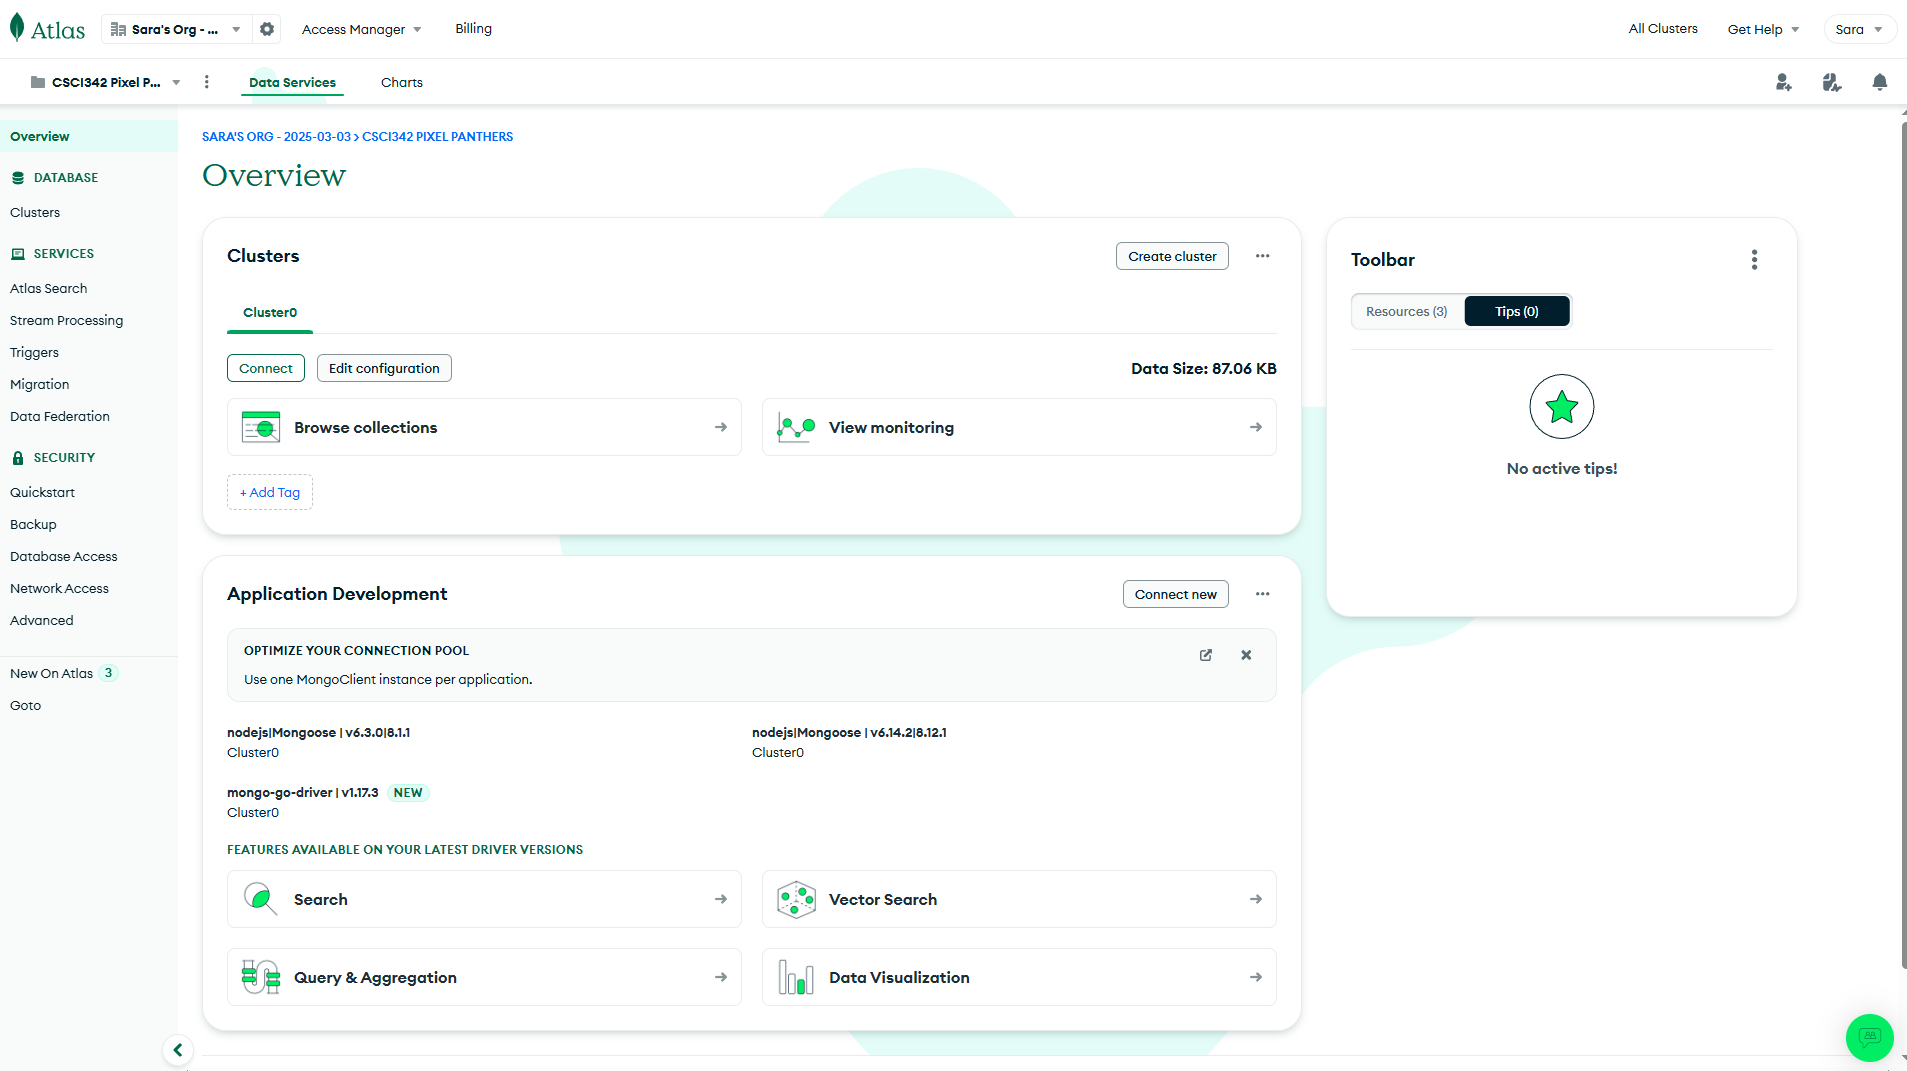 Atlas
Sara's Org - ...
Access Manager
Billing
All Clusters
Get Help
Sara
CSCI342 Pixel P...
Data Services
Charts
Overview
DATABASE
Clusters
SERVICES
Atlas Search
Stream Processing
Triggers
Migration
Data Federation
SECURITY
Quickstart
Backup
Database Access
Network Access
Advanced
New On Atlas 3
Goto
SARA'S ORG - 2025-03-03 > CSCI342 PIXEL PANTHERS
Overview
Clusters
Create cluster
Cluster0
Connect
Edit configuration
Data Size: 87.06 KB
Browse collections
View monitoring
+ Add Tag
Application Development
Connect new
OPTIMIZE YOUR CONNECTION POOL
Use one MongoClient instance per application.
nodejs|Mongoose | v6.3.0|8.1.1
Cluster0
nodejs|Mongoose | v6.14.2|8.12.1
Cluster0
mongo-go-driver | v1.17.3 NEW
Cluster0
FEATURES AVAILABLE ON YOUR LATEST DRIVER VERSIONS
Search
Vector Search
Query & Aggregation
Data Visualization
Toolbar
Resources (3)
Tips (0)
No active tips!